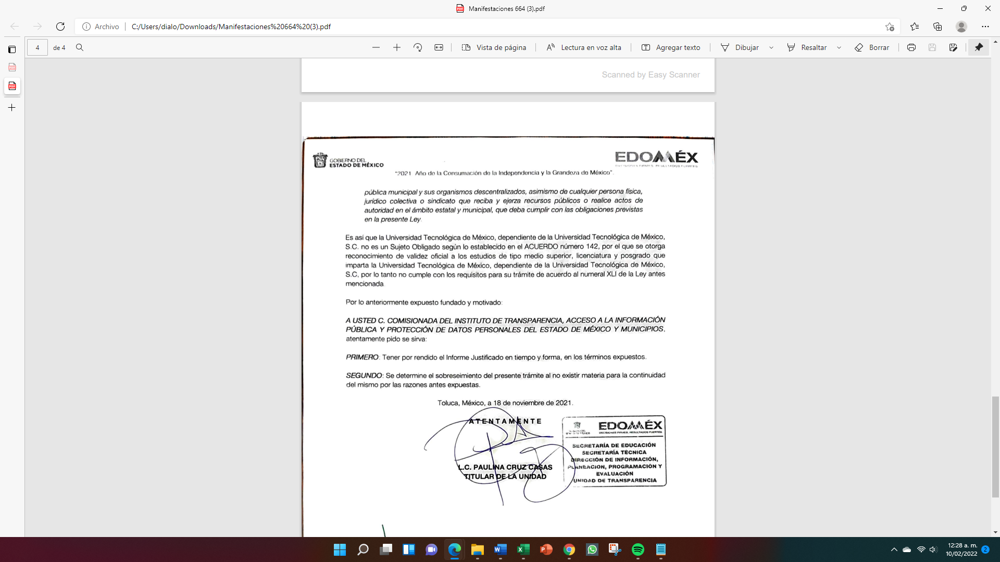 Manifestaciones 664 (3).pdf
Archivo
C:/Users/dialo/Downloads/Manifestaciones%20664%20(3).pdf
4
de 4
Vista de página
Lectura en voz alta
Agregar texto
Dibujar
Resaltar
Borrar
Scanned by Easy Scanner
GOBIERNO DEL
ESTADO DE MÉXICO
EDOMÉX
DECISIONES FIRMES, RESULTADOS FUERTES
"2021. Año de la Consumación de la Independencia y la Grandeza de México".
pública municipal y sus organismos descentralizados, asimismo de cualquier persona física,
jurídico colectiva o sindicato que reciba y ejerza recursos públicos o realice actos de
autoridad en el ámbito estatal y municipal, que deba cumplir con las obligaciones previstas
en la presente Ley.
Es así que la Universidad Tecnológica de México, dependiente de la Universidad Tecnológica de México,
S.C. no es un Sujeto Obligado según lo establecido en el ACUERDO número 142, por el que se otorga
reconocimiento de validez oficial a los estudios de tipo medio superior, licenciatura y posgrado que
imparta la Universidad Tecnológica de México, dependiente de la Universidad Tecnológica de México,
S.C, por lo tanto no cumple con los requisitos para su trámite de acuerdo al numeral XLI de la Ley antes
mencionada.
Por lo anteriormente expuesto fundado y motivado:
A USTED C. COMISIONADA DEL INSTITUTO DE TRANSPARENCIA, ACCESO A LA INFORMACIÓN
PÚBLICA Y PROTECCIÓN DE DATOS PERSONALES DEL ESTADO DE MÉXICO Y MUNICIPIOS,
atentamente pido se sirva:
PRIMERO: Tener por rendido el Informe Justificado en tiempo y forma, en los términos expuestos.
SEGUNDO: Se determine el sobreseimiento del presente trámite al no existir materia para la continuidad
del mismo por las razones antes expuestas.
Toluca, México, a 18 de noviembre de 2021.
ATENTAMENTE
L.C. PAULINA CRUZ CASAS
TITULAR DE LA UNIDAD
GOBIERNO DEL
ESTADO DE MÉXICO
EDOMÉX
DECISIONES FIRMES, RESULTADOS FUERTES
SECRETARÍA DE EDUCACIÓN
SECRETARÍA TÉCNICA
DIRECCIÓN DE INFORMACIÓN,
PLANEACIÓN, PROGRAMACIÓN Y
EVALUACIÓN
UNIDAD DE TRANSPARENCIA
12:28 a. m.
10/02/2022
2